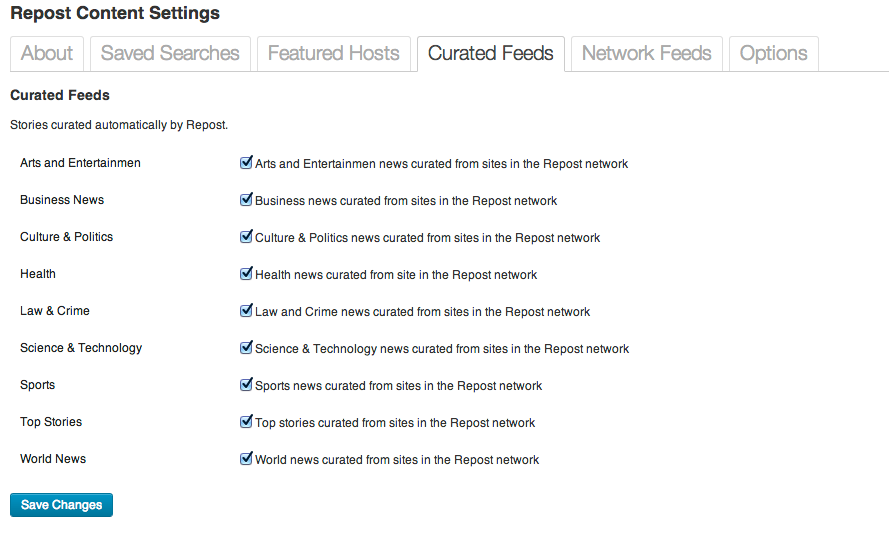 Repost Content Settings
About Saved Searches Featured Hosts Curated Feeds Network Feeds Options
Curated Feeds
Stories curated automatically by Repost.
Arts and Entertainmen Arts and Entertainmen news curated from sites in the Repost network
Business News Business news curated from sites in the Repost network
Culture & Politics Culture & Politics news curated from sites in the Repost network
Health Health news curated from site in the Repost network
Law & Crime Law and Crime news curated from sites in the Repost network
Science & Technology Science & Technology news curated from sites in the Repost network
Sports Sports news curated from sites in the Repost network
Top Stories Top stories curated from sites in the Repost network
World News World news curated from sites in the Repost network
Save Changes